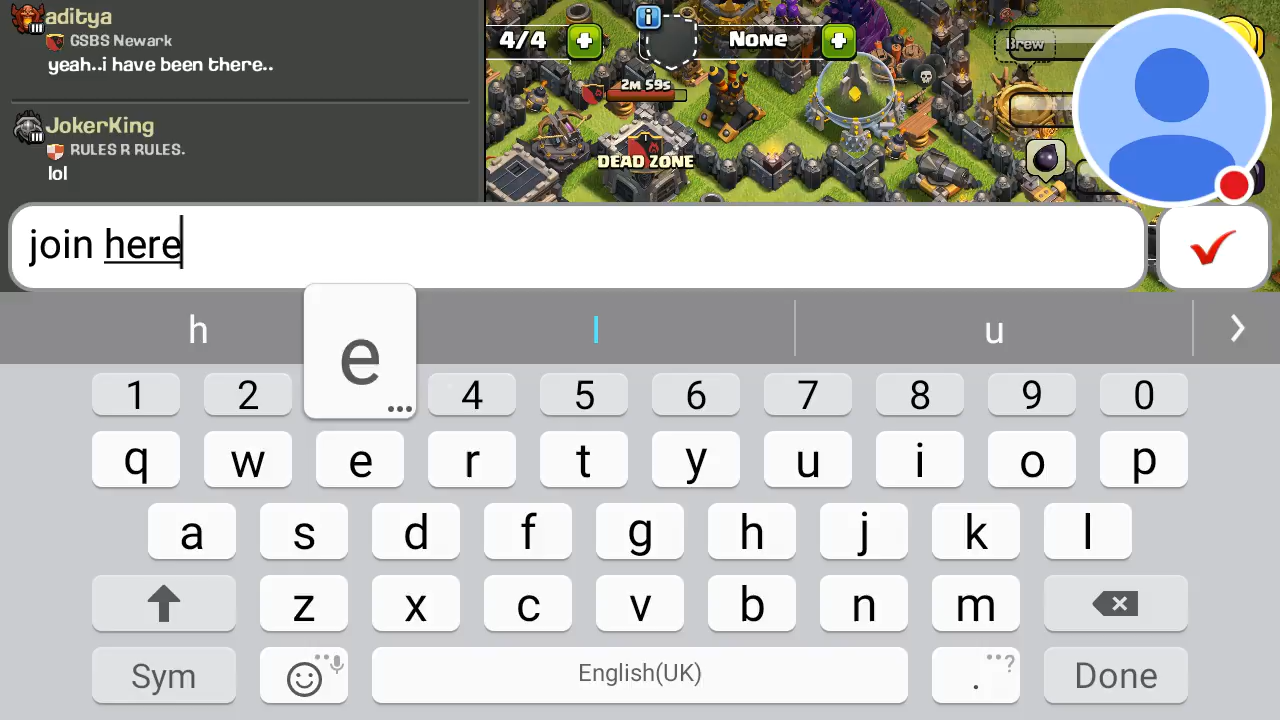 aditya
GSBS Newark
yeah..i have been there..
JokerKing
RULES R RULES.
lol
4/4
None
Brew
2m 59s
DEAD ZONE
join here
h
l
u
e
1 2 4 5 6 7 8 9 0
q w e r t y u i o p
a s d f g h j k l
z x c v b n m
Sym
English(UK)
. ?
Done